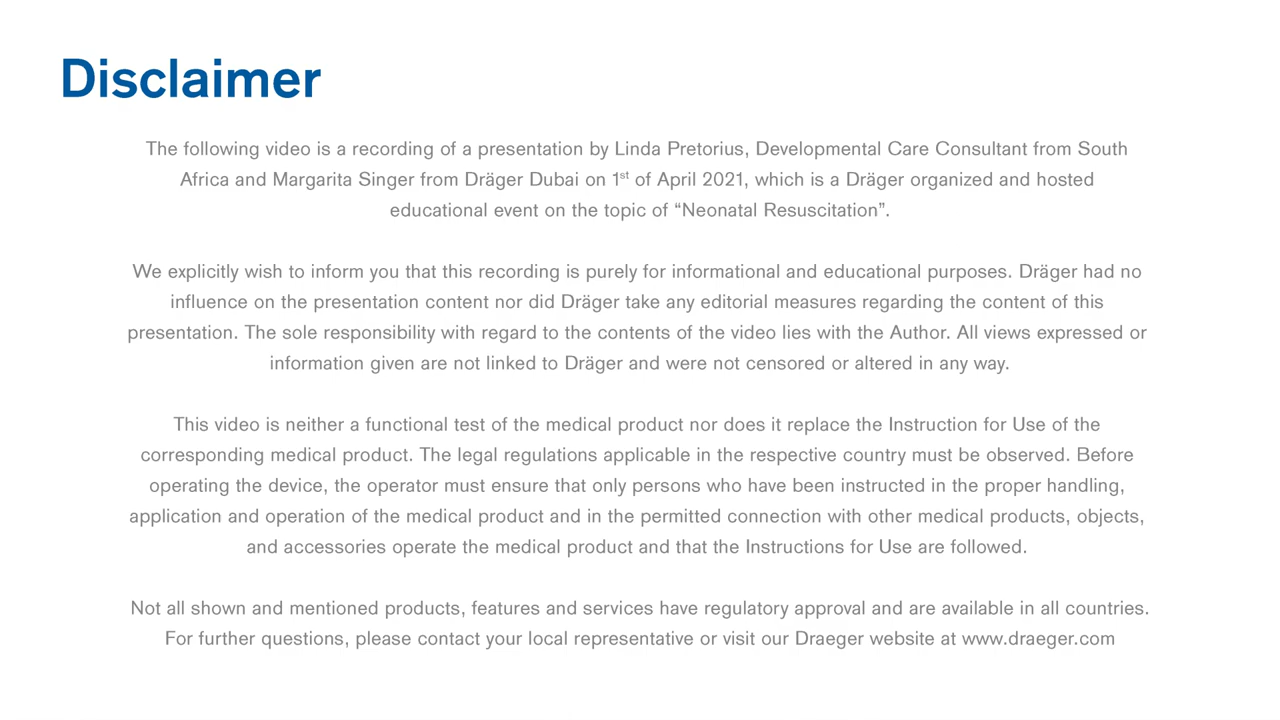 Disclaimer
The following video is a recording of a presentation by Linda Pretorius, Developmental Care Consultant from South
Africa and Margarita Singer from Dräger Dubai on 1st of April 2021, which is a Dräger organized and hosted
educational event on the topic of “Neonatal Resuscitation”.
We explicitly wish to inform you that this recording is purely for informational and educational purposes. Dräger had no
influence on the presentation content nor did Dräger take any editorial measures regarding the content of this
presentation. The sole responsibility with regard to the contents of the video lies with the Author. All views expressed or
information given are not linked to Dräger and were not censored or altered in any way.
This video is neither a functional test of the medical product nor does it replace the Instruction for Use of the
corresponding medical product. The legal regulations applicable in the respective country must be observed. Before
operating the device, the operator must ensure that only persons who have been instructed in the proper handling,
application and operation of the medical product and in the permitted connection with other medical products, objects,
and accessories operate the medical product and that the Instructions for Use are followed.
Not all shown and mentioned products, features and services have regulatory approval and are available in all countries.
For further questions, please contact your local representative or visit our Draeger website at www.draeger.com